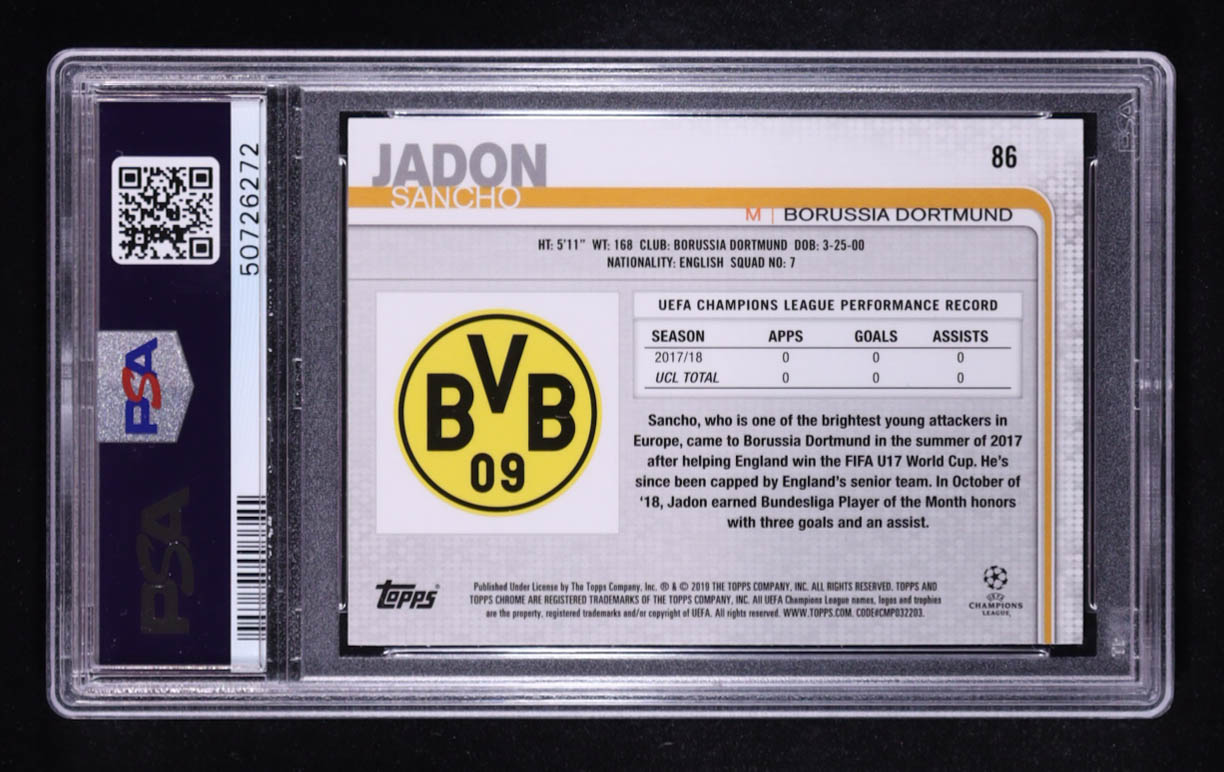 50726272
PSA
PSA
JADON
SANCHO
86
M | BORUSSIA DORTMUND
HT: 5'11" WT: 168 CLUB: BORUSSIA DORTMUND DOB: 3-25-00
NATIONALITY: ENGLISH SQUAD NO: 7
BVB
09
UEFA CHAMPIONS LEAGUE PERFORMANCE RECORD
SEASON APPS GOALS ASSISTS
2017/18 0 0 0
UCL TOTAL 0 0 0
Sancho, who is one of the brightest young attackers in
Europe, came to Borussia Dortmund in the summer of 2017
after helping England win the FIFA U17 World Cup. He's
since been capped by England's senior team. In October of
'18, Jadon earned Bundesliga Player of the Month honors
with three goals and an assist.
Topps®
Published Under License by The Topps Company, Inc. ® & © 2019 THE TOPPS COMPANY, INC. ALL RIGHTS RESERVED. TOPPS AND
TOPPS CHROME ARE REGISTERED TRADEMARKS OF THE TOPPS COMPANY, INC. All UEFA Champions League names, logos and trophies
are the property, registered trademarks and/or copyright of UEFA. All rights reserved. WWW.TOPPS.COM. CODE#CMP032203.
UEFA
CHAMPIONS
LEAGUE
PSA